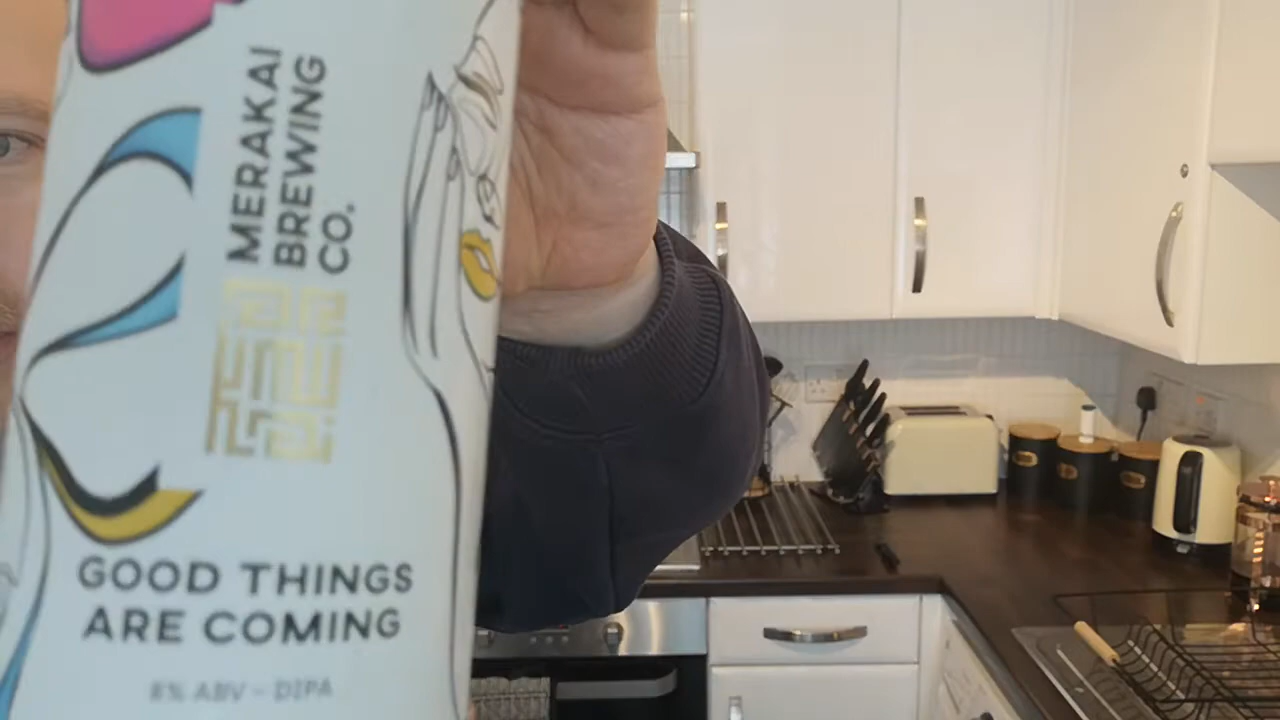 MERAKAI
BREWING
CO.
GOOD THINGS
ARE COMING
8% ABV - DIPA